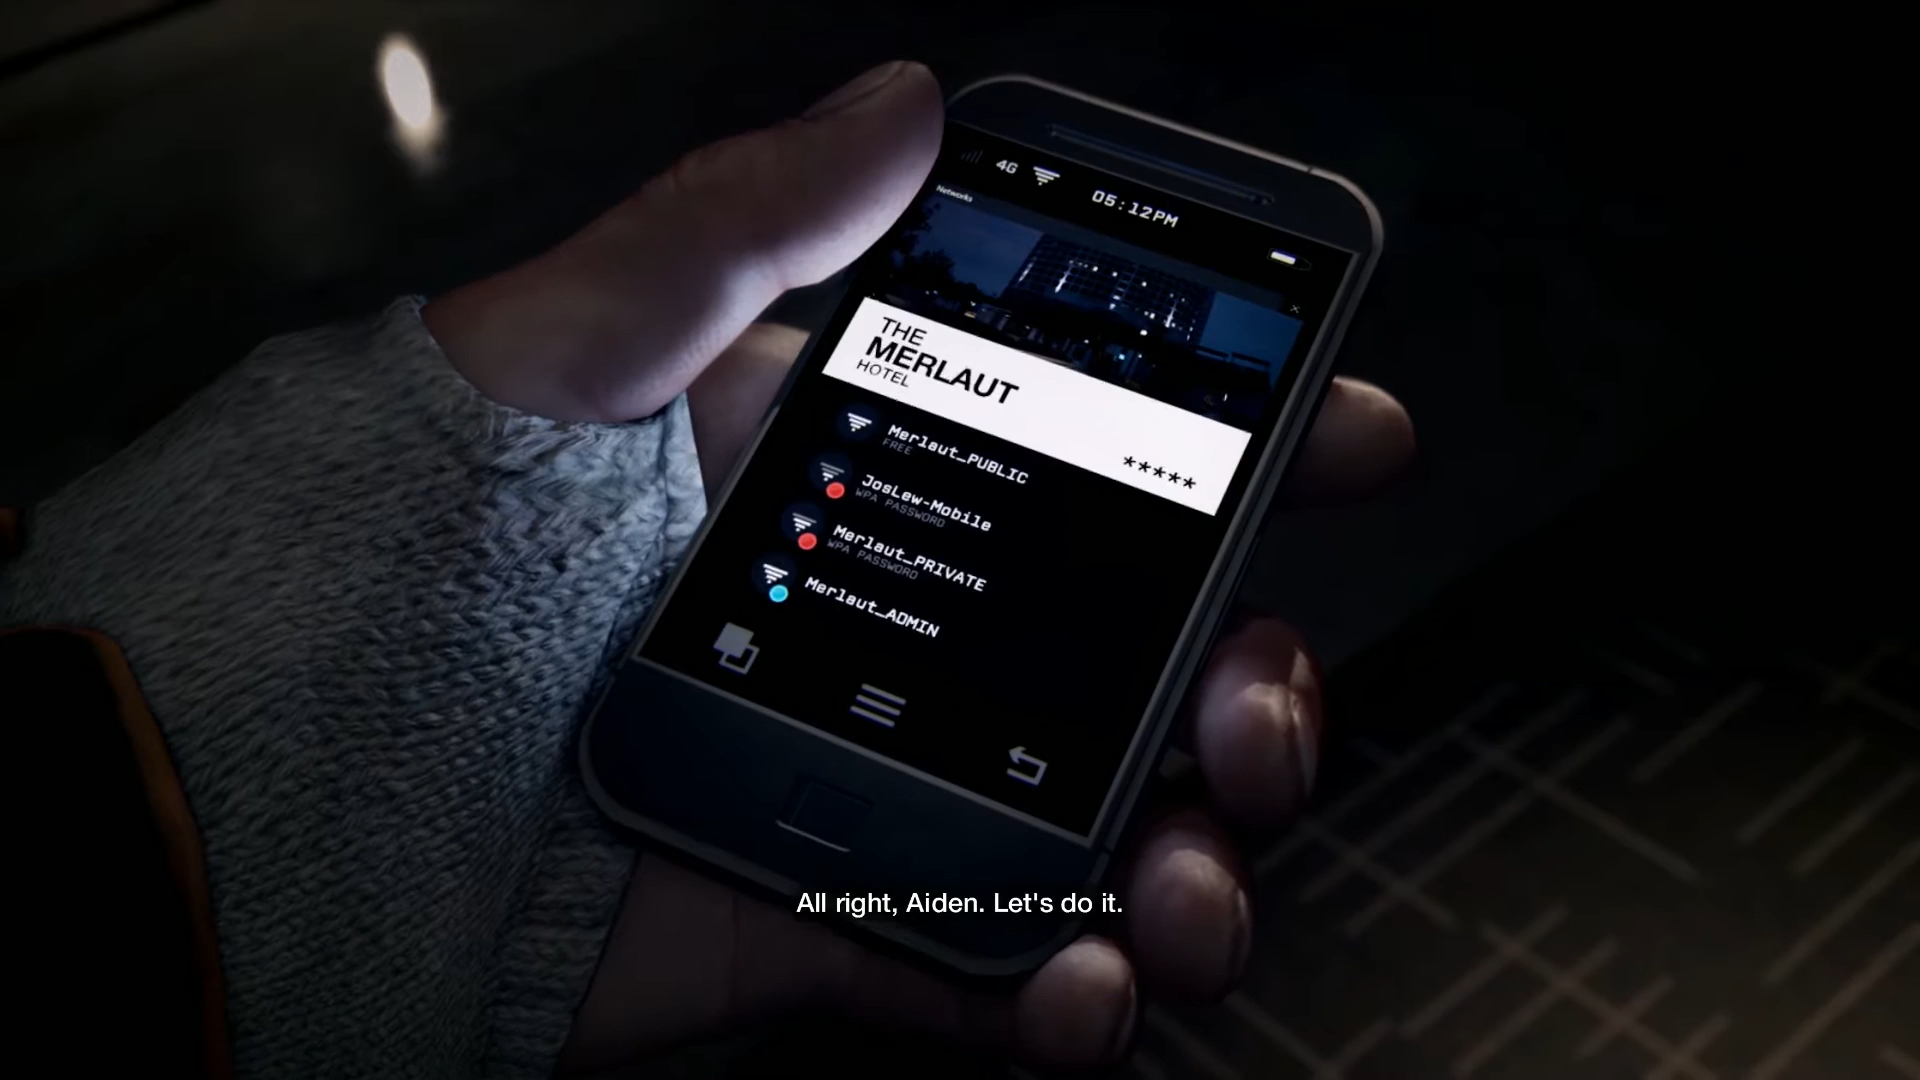 4G
05:12PM
Networks
THE
MERLAUT
HOTEL
*****
Merlaut_PUBLIC
FREE
JosLew-Mobile
WPA PASSWORD
Merlaut_PRIVATE
WPA PASSWORD
Merlaut_ADMIN
All right, Aiden. Let's do it.